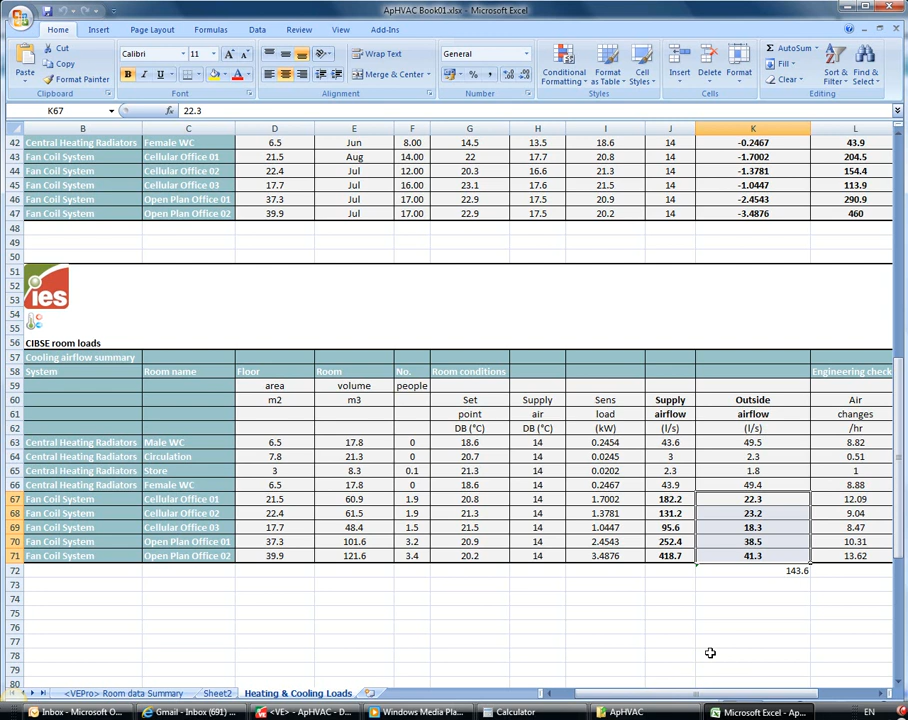 ApHVAC Book01.xlsx - Microsoft Excel
Home Insert Page Layout Formulas Data Review View Add-Ins
Paste Cut Calibri 11 Wrap Text General Conditional Formatting Format as Table Cell Styles Insert Delete Format AutoSum Sort & Filter Find & Select
Copy Fill
Format Painter Merge & Center Clear
Clipboard Font Alignment Number Styles Cells Editing
K67 fx 22.3
B C D E F G H I J K L
42 Central Heating Radiators Female WC 6.5 Jun 8.00 14.5 13.5 18.6 14 -0.2467 43.9
43 Fan Coil System Cellular Office 01 21.5 Aug 14.00 22 17.7 20.8 14 -1.7002 204.5
44 Fan Coil System Cellular Office 02 22.4 Jul 12.00 20.3 16.6 21.3 14 -1.3781 154.4
45 Fan Coil System Cellular Office 03 17.7 Jul 16.00 23.1 17.6 21.5 14 -1.0447 113.9
46 Fan Coil System Open Plan Office 01 37.3 Jul 17.00 22.9 17.5 20.9 14 -2.4543 290.9
47 Fan Coil System Open Plan Office 02 39.9 Jul 17.00 22.9 17.5 20.2 14 -3.4876 460
48
49
50
51
52 ies
53
54
55
56 CIBSE room loads
57 Cooling airflow summary
58 System Room name Floor Room No. Room conditions Engineering check
59 area volume people
60 m2 m3 Set Supply Sens Supply Outside Air
61 point air load airflow airflow changes
62 DB (°C) DB (°C) (kW) (l/s) (l/s) /hr
63 Central Heating Radiators Male WC 6.5 17.8 0 18.6 14 0.2454 43.6 49.5 8.82
64 Central Heating Radiators Circulation 7.8 21.3 0 20.7 14 0.0245 3 2.3 0.51
65 Central Heating Radiators Store 3 8.3 0.1 21.3 14 0.0202 2.3 1.8 1
66 Central Heating Radiators Female WC 6.5 17.8 0 18.6 14 0.2467 43.9 49.4 8.88
67 Fan Coil System Cellular Office 01 21.5 60.9 1.9 20.8 14 1.7002 182.2 22.3 12.09
68 Fan Coil System Cellular Office 02 22.4 61.5 1.9 21.3 14 1.3781 131.2 23.2 9.04
69 Fan Coil System Cellular Office 03 17.7 48.4 1.5 21.5 14 1.0447 95.6 18.3 8.47
70 Fan Coil System Open Plan Office 01 37.3 101.6 3.2 20.9 14 2.4543 252.4 38.5 10.31
71 Fan Coil System Open Plan Office 02 39.9 121.6 3.4 20.2 14 3.4876 418.7 41.3 13.62
72 143.6
73
74
75
76
77
78
79
80
<VEPro> Room data Summary Sheet2 Heating & Cooling Loads
Inbox - Microsoft O... Gmail - Inbox (691) ... <VE> - ApHVAC - D... Windows Media Pla... Calculator ApHVAC Microsoft Excel - Ap... EN